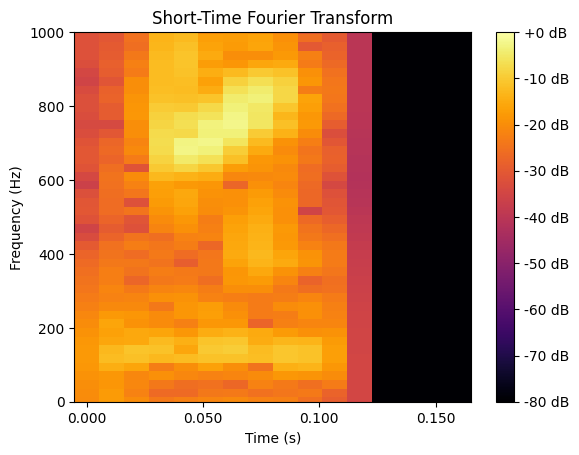 Short-Time Fourier Transform
1000
800
600
400
200
0
Frequency (Hz)
0.000
0.050
0.100
0.150
Time (s)
+0 dB
-10 dB
-20 dB
-30 dB
-40 dB
-50 dB
-60 dB
-70 dB
-80 dB